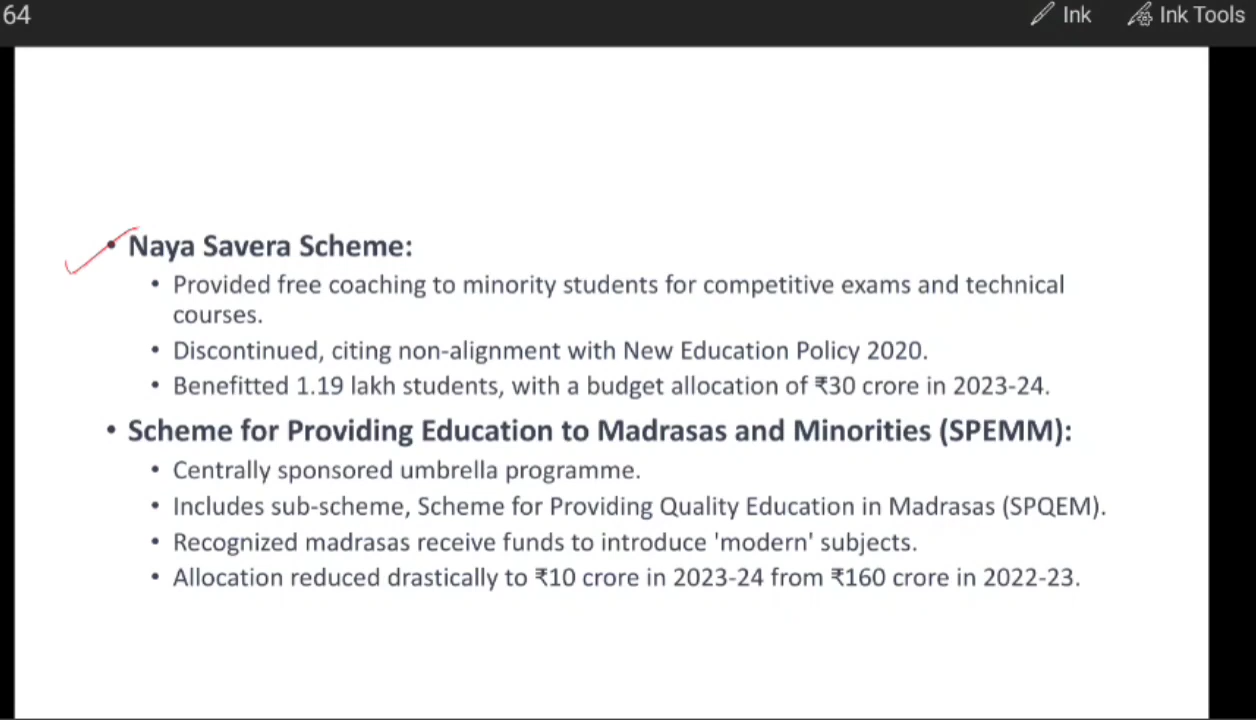 64
Ink Ink Tools
• Naya Savera Scheme:
• Provided free coaching to minority students for competitive exams and technical
courses.
• Discontinued, citing non-alignment with New Education Policy 2020.
• Benefitted 1.19 lakh students, with a budget allocation of ₹30 crore in 2023-24.
• Scheme for Providing Education to Madrasas and Minorities (SPEMM):
• Centrally sponsored umbrella programme.
• Includes sub-scheme, Scheme for Providing Quality Education in Madrasas (SPQEM).
• Recognized madrasas receive funds to introduce 'modern' subjects.
• Allocation reduced drastically to ₹10 crore in 2023-24 from ₹160 crore in 2022-23.